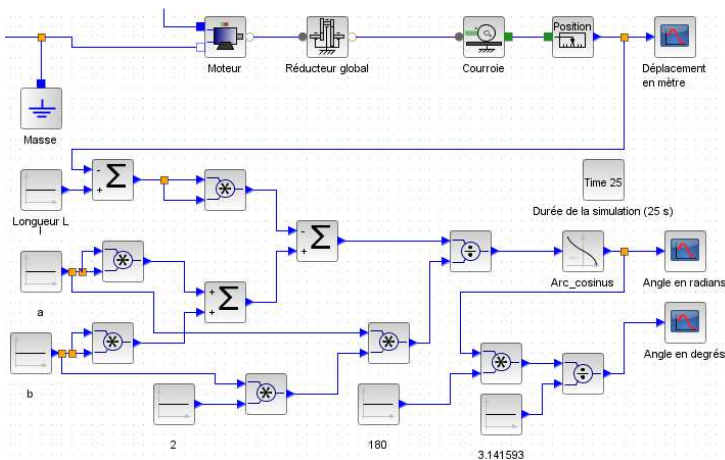 Position
Moteur
Réducteur global
Courroie
Déplacement
en mètre
Masse
-
+
Σ
Time 25
Longueur L
l
Durée de la simulation (25 s)
-
+
Σ
÷
Arc_cosinus
Angle en radians
a
+
+
Σ
Angle en degrés
b
2
180
÷
3.141593